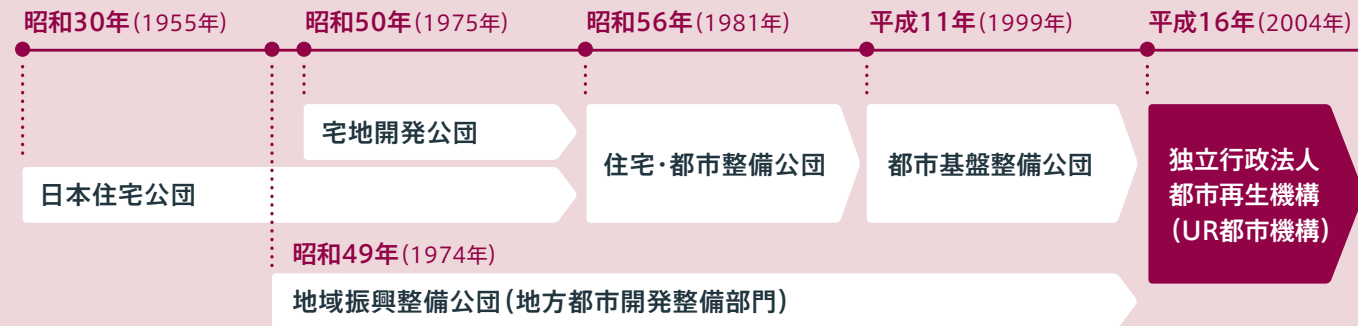 昭和30年(1955年)
昭和50年(1975年)
昭和56年(1981年)
平成11年(1999年)
平成16年(2004年)
宅地開発公団
日本住宅公団
住宅・都市整備公団
都市基盤整備公団
独立行政法人
都市再生機構
(UR都市機構)
昭和49年(1974年)
地域振興整備公団(地方都市開発整備部門)